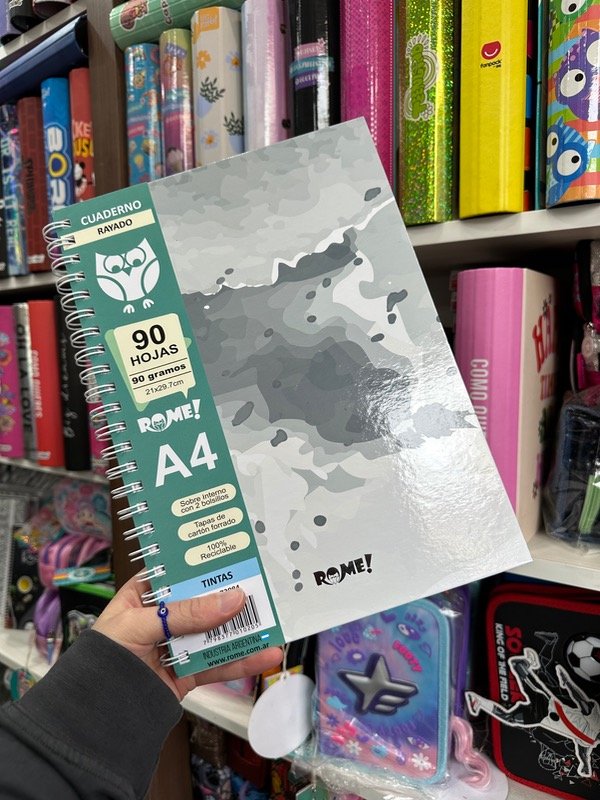 CUADERNO
RAYADO
90
HOJAS
90 gramos
21x29.7cm
ROME!
A4
Sobre interno
con 2 bolsillos
Tapas de
cartón forrado
100%
Reciclable
TINTAS
INDUSTRIA ARGENTINA
www.rome.com.ar
ROME!
fanpack
COMO
KING OF THE FIELD